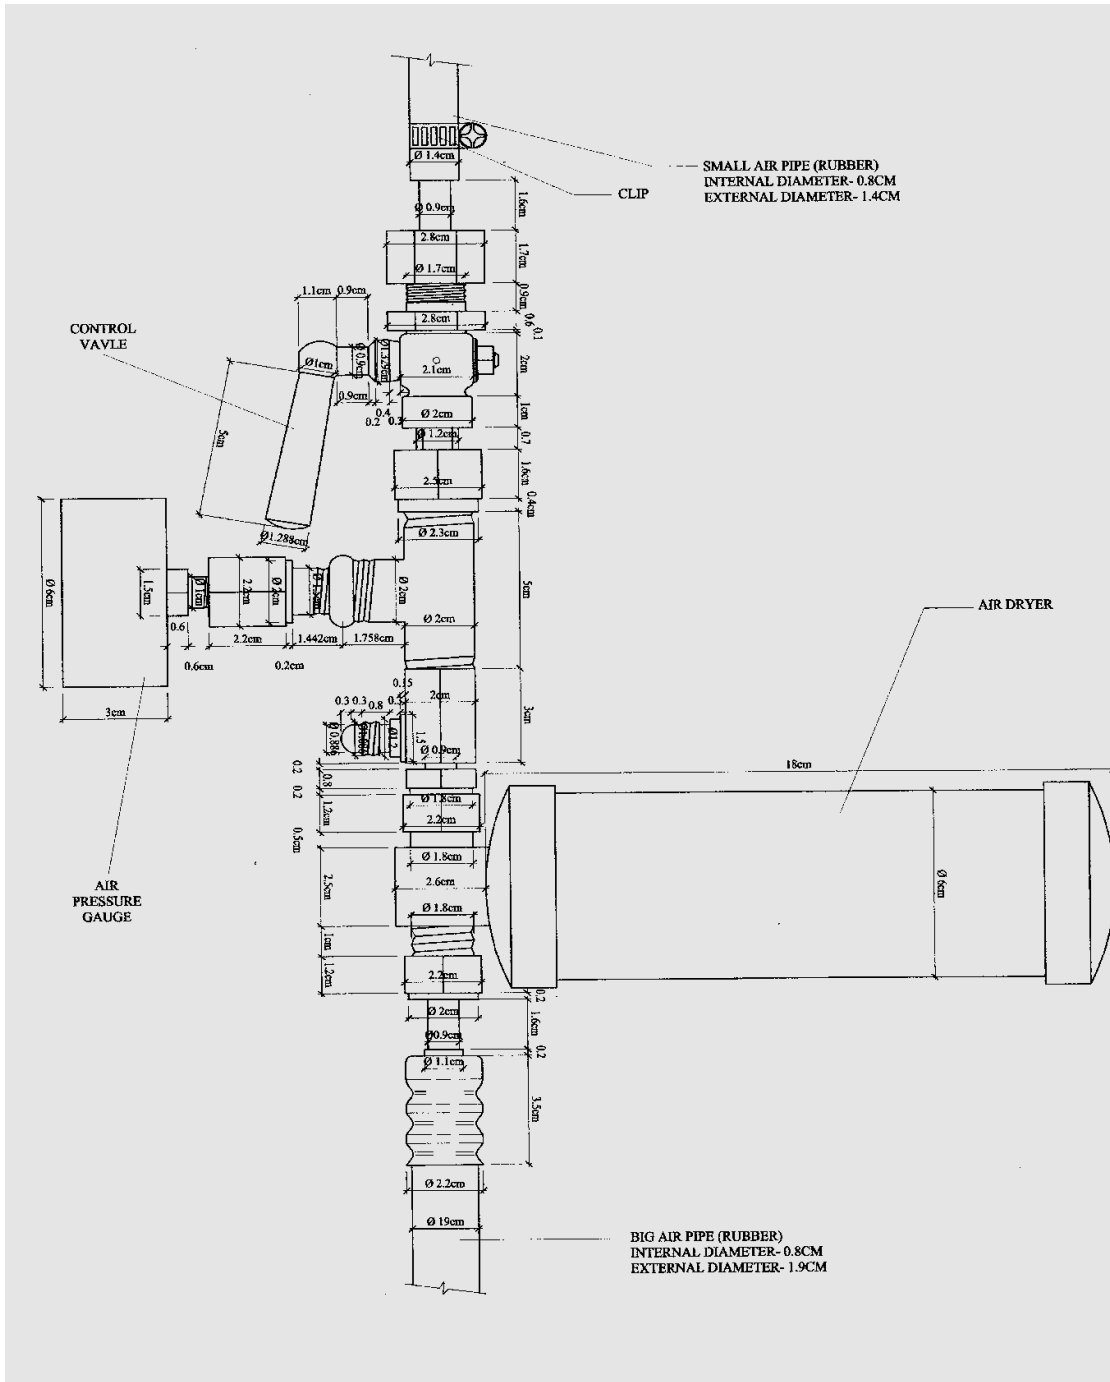 Ø 1.4cm
SMALL AIR PIPE (RUBBER)
INTERNAL DIAMETER- 0.8CM
EXTERNAL DIAMETER- 1.4CM
CLIP
1.6cm
Ø 0.9cm
2.8cm
1.7cm
Ø 1.7cm
1.1cm
0.9cm
0.9cm
2.8cm
0.6
0.1
CONTROL
VAVLE
Ø1cm
Ø 0.9cm
Ø1.329cm
2.1cm
2cm
0.9cm
0.4
0.2
0.3
Ø 2cm
1cm
Ø 1.2cm
0.7
5cm
2.5cm
1.6cm
0.4cm
Ø1.288cm
Ø 2.3cm
Ø 6cm
1.5cm
Ø 1cm
2.2cm
Ø 2cm
Ø 2cm
5cm
AIR DRYER
0.6
Ø 2cm
2.2cm
1.442cm
1.758cm
0.6cm
0.2cm
0.15
3cm
0.3
0.3
0.8
2cm
3cm
Ø 0.886
Ø1.2
1.5
Ø 0.9cm
0.2
18cm
0.8
0.2
Ø 1.8cm
1.2cm
2.2cm
0.5cm
Ø 1.8cm
2.5cm
2.6cm
Ø 6cm
AIR
PRESSURE
GAUGE
Ø 1.8cm
1cm
1.2cm
2.2cm
0.2
Ø 2cm
1.6cm
Ø0.9cm
0.2
Ø 1.1cm
3.5cm
Ø 2.2cm
Ø 19cm
BIG AIR PIPE (RUBBER)
INTERNAL DIAMETER- 0.8CM
EXTERNAL DIAMETER- 1.9CM